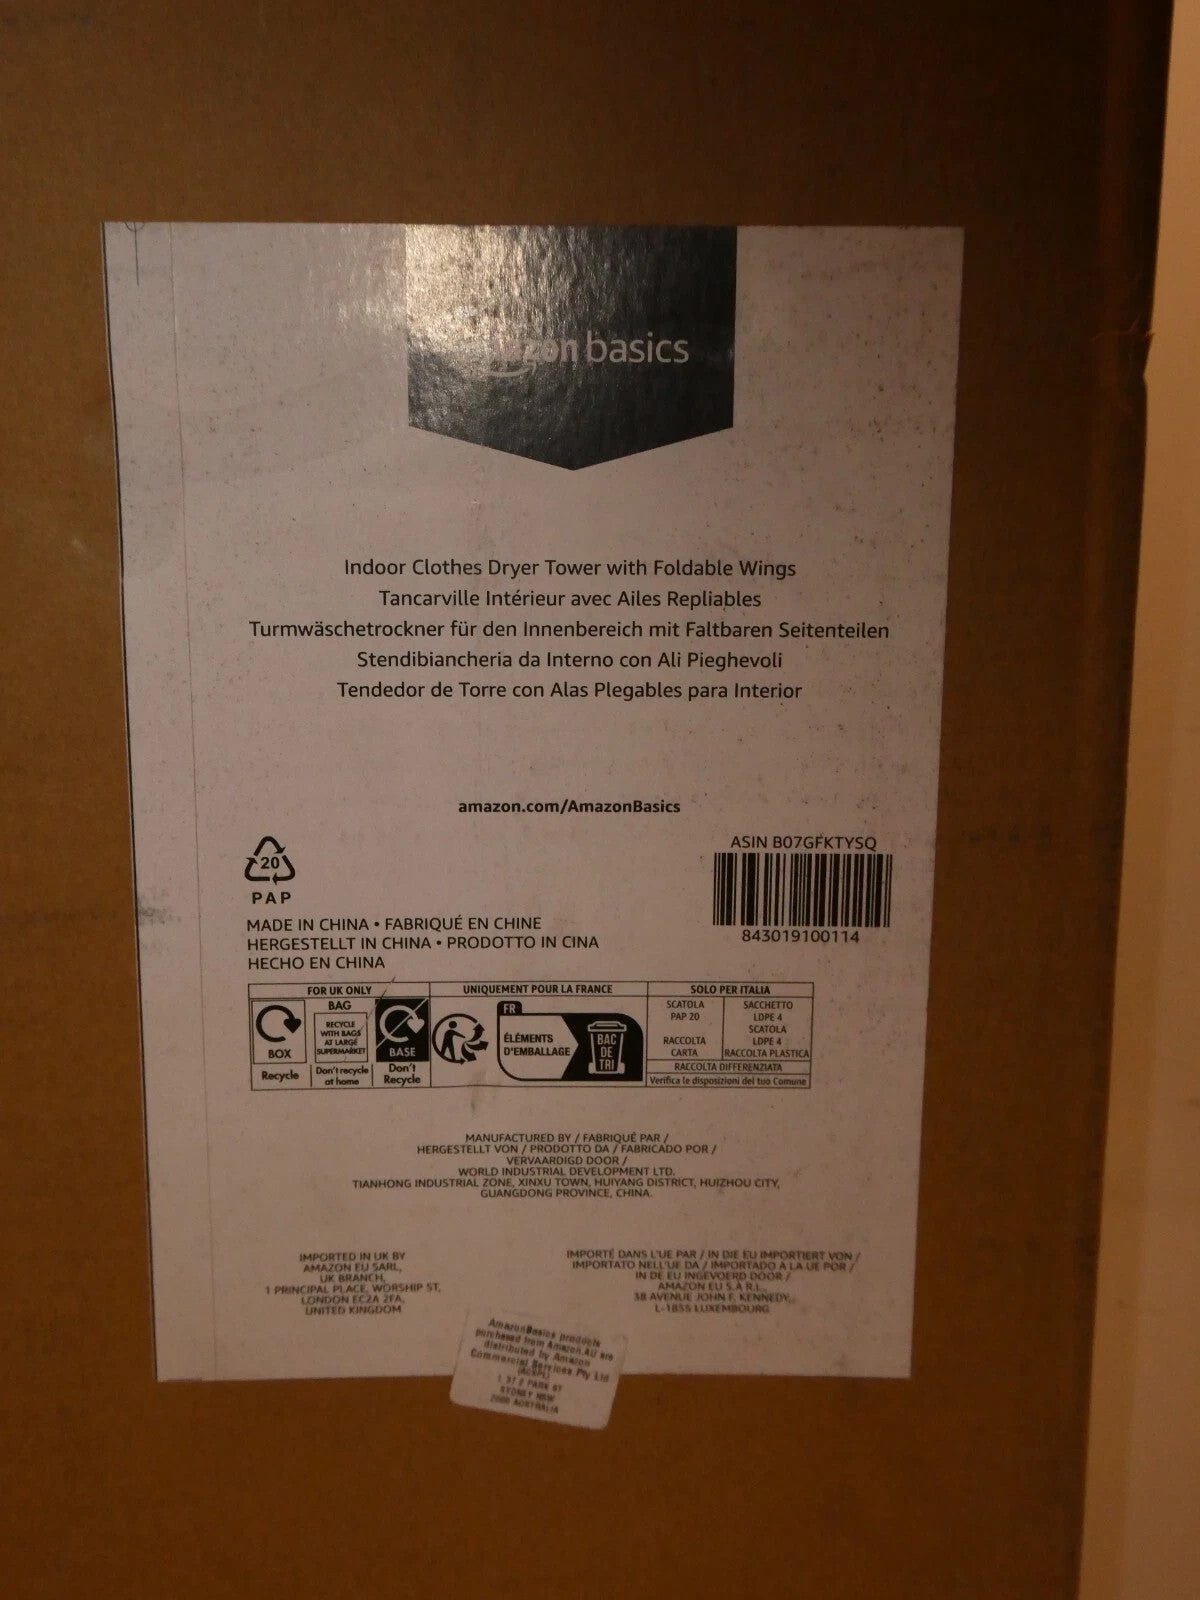 amazon basics
Indoor Clothes Dryer Tower with Foldable Wings
Tancarville Intérieur avec Ailes Repliables
Turmwäschetrockner für den Innenbereich mit Faltbaren Seitenteilen
Stendibiancheria da Interno con Ali Pieghevoli
Tendedor de Torre con Alas Plegables para Interior
amazon.com/AmazonBasics
20
PAP
ASIN B07GFKTYSQ
843019100114
MADE IN CHINA • FABRIQUÉ EN CHINE
HERGESTELLT IN CHINA • PRODOTTO IN CINA
HECHO EN CHINA
FOR UK ONLY
BOX
Recycle
BAG
RECYCLE
WITH BAGS
AT LARGE
SUPERMARKET
Don't recycle
at home
BASE
Don't
Recycle
UNIQUEMENT POUR LA FRANCE
FR
ÉLÉMENTS
D'EMBALLAGE
BAC
DE
TRI
SOLO PER ITALIA
SCATOLA
PAP 20
RACCOLTA
CARTA
SACCHETTO
LDPE 4
SCATOLA
LDPE 4
RACCOLTA PLASTICA
RACCOLTA DIFFERENZIATA
Verifica le disposizioni del tuo Comune
MANUFACTURED BY / FABRIQUÉ PAR /
HERGESTELLT VON / PRODOTTO DA / FABRICADO POR /
VERVAARDIGD DOOR /
WORLD INDUSTRIAL DEVELOPMENT LTD.
TIANHONG INDUSTRIAL ZONE, XINXU TOWN, HUIYANG DISTRICT, HUIZHOU CITY,
GUANGDONG PROVINCE, CHINA.
IMPORTED IN UK BY
AMAZON EU SARL,
UK BRANCH,
1 PRINCIPAL PLACE, WORSHIP ST,
LONDON EC2A 2FA,
UNITED KINGDOM
IMPORTÉ DANS L'UE PAR / IN DIE EU IMPORTIERT VON /
IMPORTATO NELL'UE DA / IMPORTADO A LA UE POR /
IN DE EU INGEVOERD DOOR /
AMAZON EU S.À R.L.,
38 AVENUE JOHN F. KENNEDY,
L-1855 LUXEMBOURG
AmazonBasics products
purchased from Amazon.AU are
distributed by Amazon
Commercial Services Pty Ltd
(ACSPL)
PARK ST
SYDNEY NSW
2000 AUSTRALIA